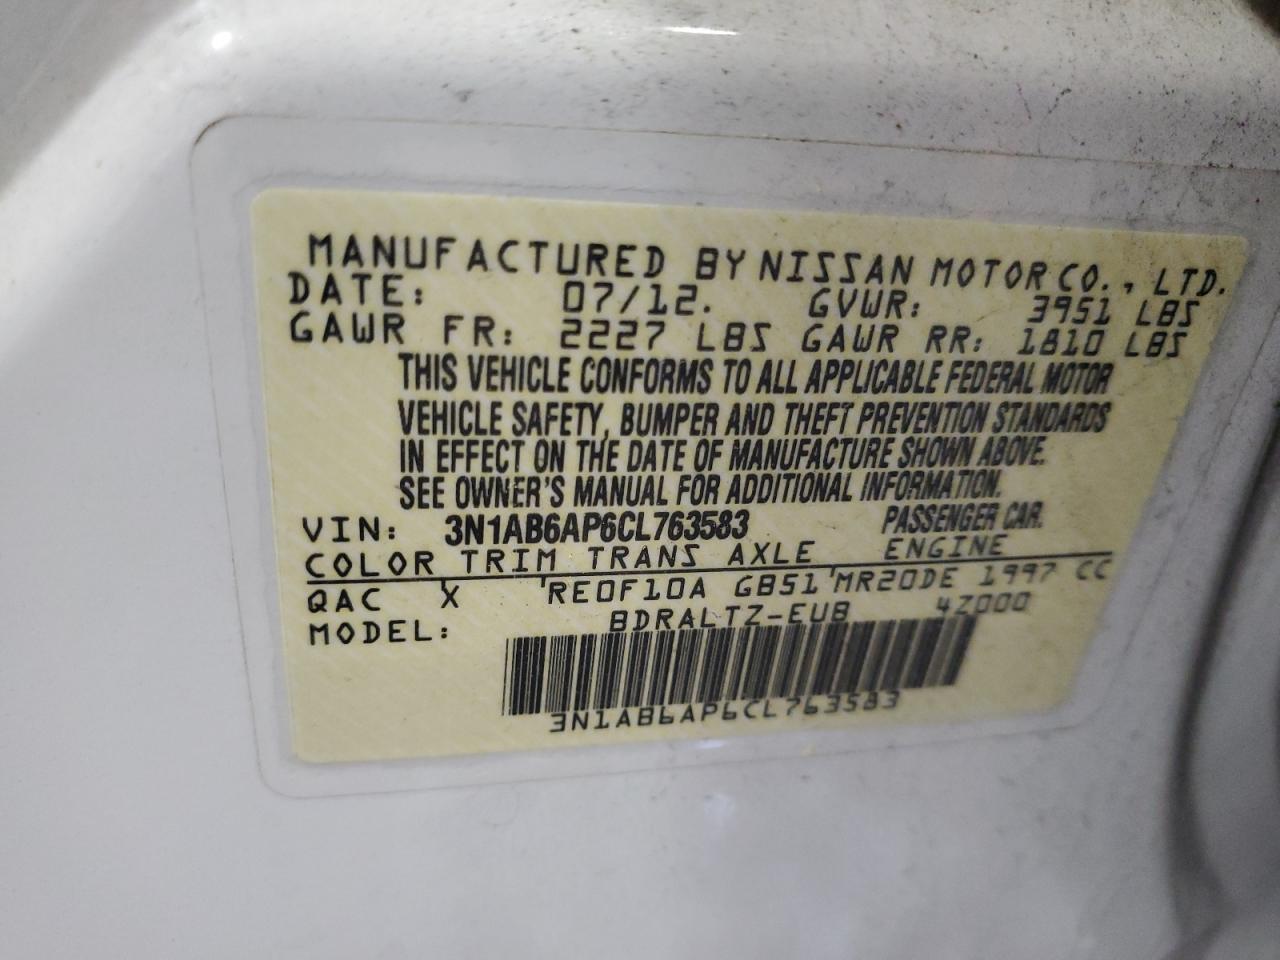 MANUFACTURED BY NISSAN MOTOR CO., LTD.
DATE: 07/12. GVWR: 3951 LBS
GAWR FR: 2227 LBS GAWR RR: 1810 LBS
THIS VEHICLE CONFORMS TO ALL APPLICABLE FEDERAL MOTOR
VEHICLE SAFETY, BUMPER AND THEFT PREVENTION STANDARDS
IN EFFECT ON THE DATE OF MANUFACTURE SHOWN ABOVE.
SEE OWNER'S MANUAL FOR ADDITIONAL INFORMATION.
VIN: 3N1AB6AP6CL763583 PASSENGER CAR.
COLOR TRIM TRANS AXLE ENGINE
QAC X RE0F10A GB51 MR20DE 1997 CC
MODEL: BDRALTZ-EUB 4Z000
3N1AB6AP6CL763583